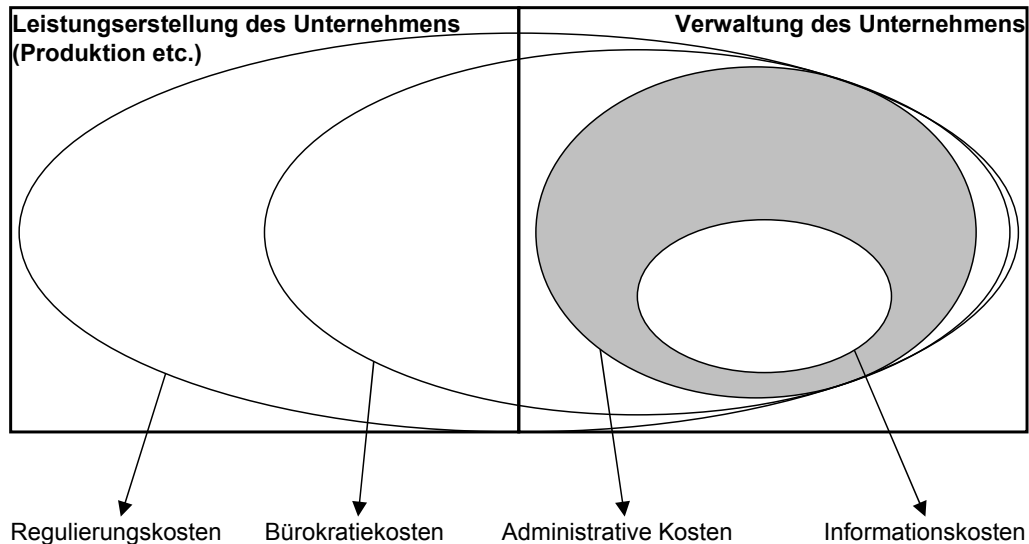 Leistungserstellung des Unternehmens
(Produktion etc.)
Verwaltung des Unternehmens
Regulierungskosten
Bürokratiekosten
Administrative Kosten
Informationskosten